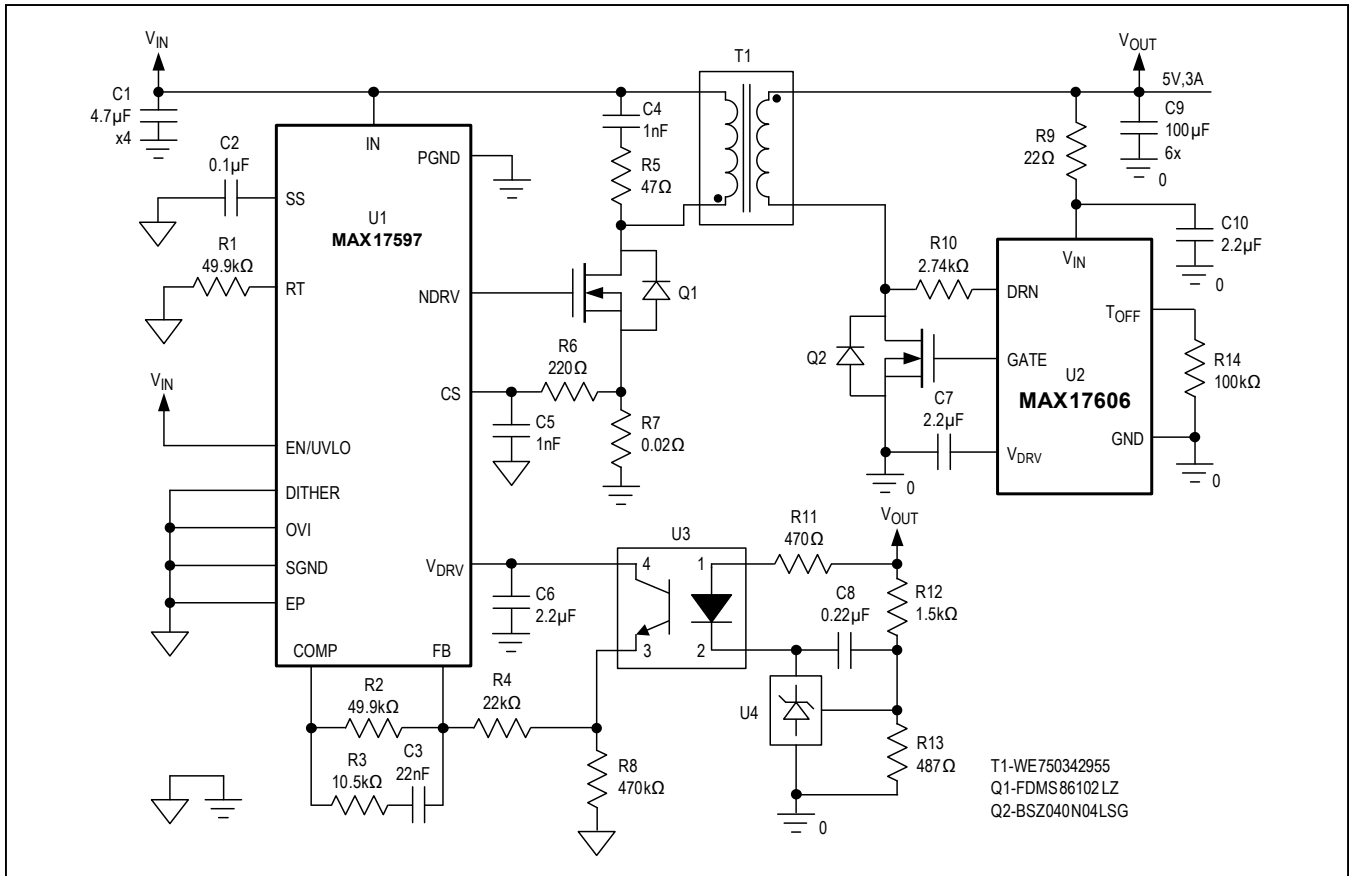 VIN
C1
4.7µF
x4
C2
0.1µF
SS
R1
49.9kΩ
RT
VIN
EN/UVLO
DITHER
OVI
SGND
EP
COMP
FB
IN
PGND
U1
MAX17597
NDRV
CS
VDRV
C4
1nF
R5
47Ω
Q1
R6
220Ω
C5
1nF
R7
0.02Ω
T1
VOUT
5V,3A
C9
100µF
6x
0
R9
22Ω
C10
2.2µF
0
R10
2.74kΩ
VIN
DRN
TOFF
GATE
U2
MAX17606
GND
VDRV
R14
100kΩ
0
Q2
C7
2.2µF
0
C6
2.2µF
U3
4
1
3
2
R11
470Ω
VOUT
R12
1.5kΩ
C8
0.22µF
U4
R13
487Ω
0
R2
49.9kΩ
R4
22kΩ
R3
10.5kΩ
C3
22nF
R8
470kΩ
T1-WE750342955
Q1-FDMS86102LZ
Q2-BSZ040N04LSG